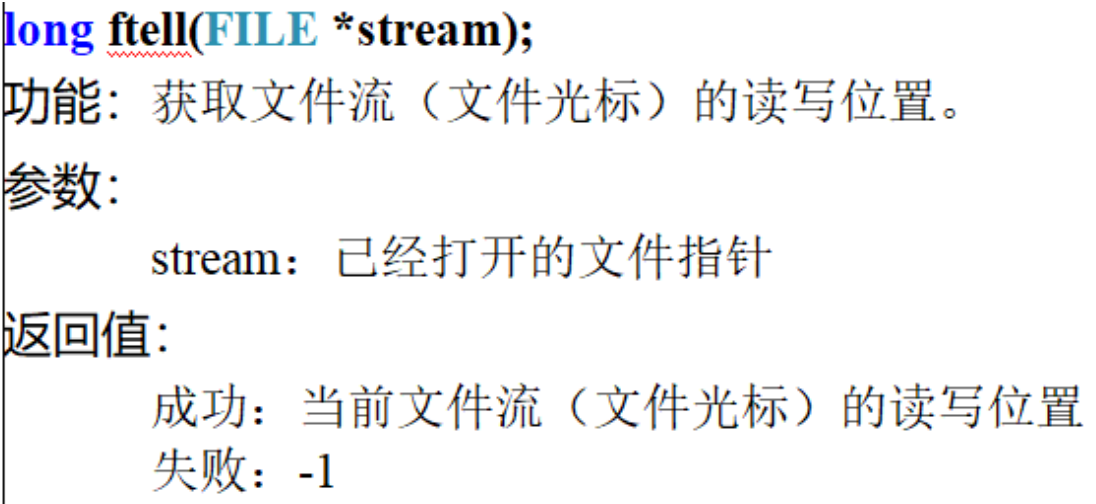 long ftell(FILE *stream);
功能：获取文件流（文件光标）的读写位置。
参数：
stream：已经打开的文件指针
返回值：
成功：当前文件流（文件光标）的读写位置
失败：-1